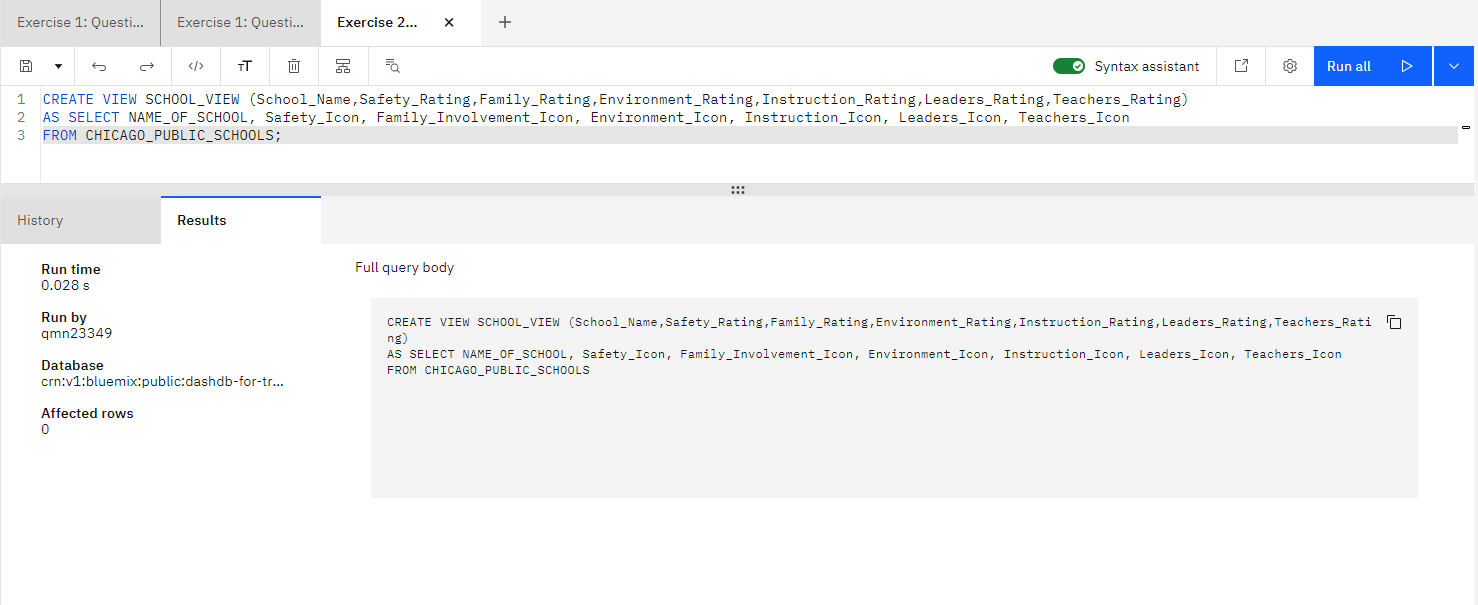 Exercise 1: Questi...
Exercise 1: Questi...
Exercise 2...
Syntax assistant
Run all
1 CREATE VIEW SCHOOL_VIEW (School_Name,Safety_Rating,Family_Rating,Environment_Rating,Instruction_Rating,Leaders_Rating,Teachers_Rating)
2 AS SELECT NAME_OF_SCHOOL, Safety_Icon, Family_Involvement_Icon, Environment_Icon, Instruction_Icon, Leaders_Icon, Teachers_Icon
3 FROM CHICAGO_PUBLIC_SCHOOLS;
History
Results
Run time
0.028 s
Run by
qmn23349
Database
crn:v1:bluemix:public:dashdb-for-tr...
Affected rows
0
Full query body
CREATE VIEW SCHOOL_VIEW (School_Name,Safety_Rating,Family_Rating,Environment_Rating,Instruction_Rating,Leaders_Rating,Teachers_Rati
ng)
AS SELECT NAME_OF_SCHOOL, Safety_Icon, Family_Involvement_Icon, Environment_Icon, Instruction_Icon, Leaders_Icon, Teachers_Icon
FROM CHICAGO_PUBLIC_SCHOOLS